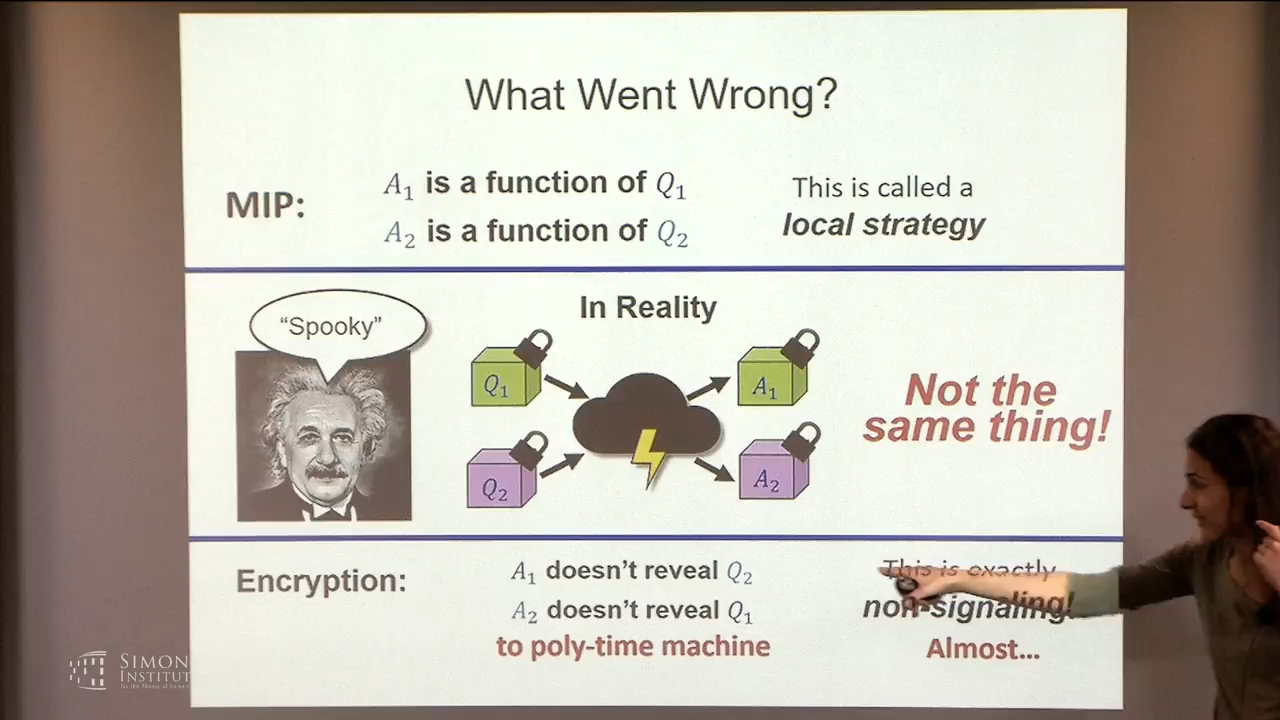 What Went Wrong?
MIP:
A₁ is a function of Q₁
A₂ is a function of Q₂
This is called a
local strategy
"Spooky"
In Reality
Q₁
A₁
Q₂
A₂
Not the
same thing!
Encryption:
A₁ doesn't reveal Q₂
A₂ doesn't reveal Q₁
to poly-time machine
This is exactly
non-signaling!
Almost...
SIMON
INSTITUT